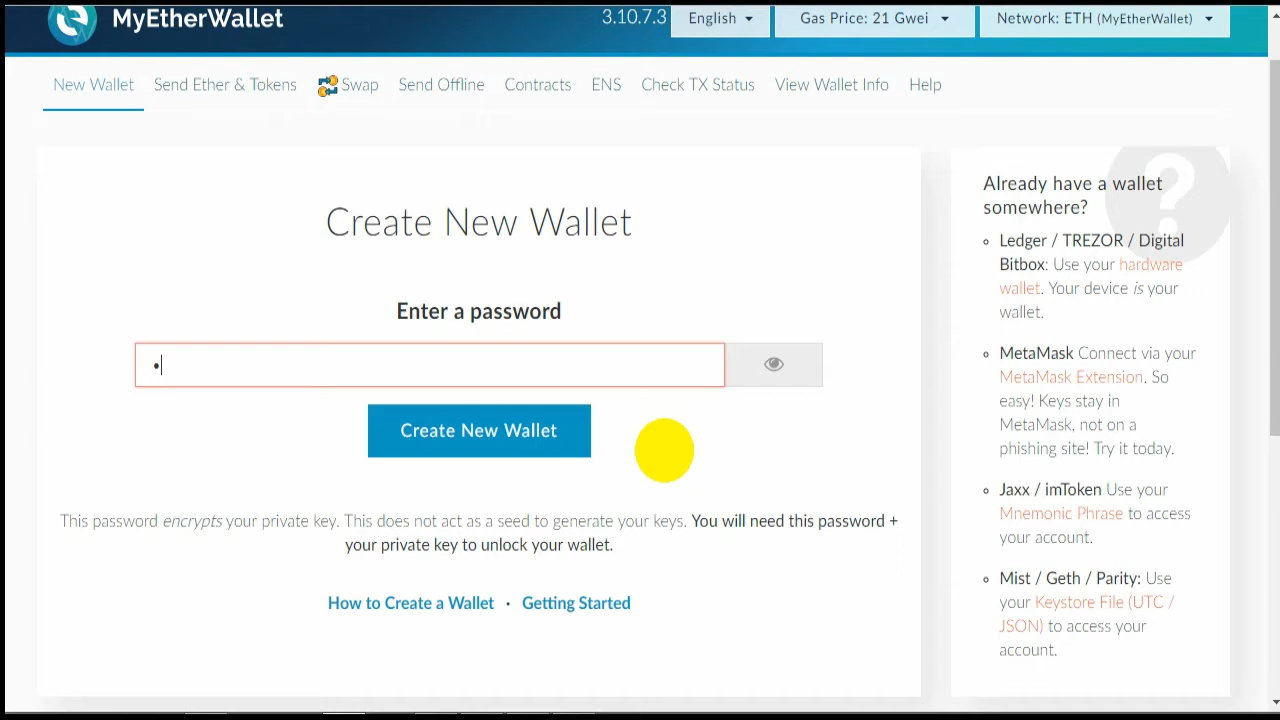 MyEtherWallet
3.10.7.3 English Gas Price: 21 Gwei Network: ETH (MyEtherWallet)
New Wallet Send Ether & Tokens Swap Send Offline Contracts ENS Check TX Status View Wallet Info Help
Create New Wallet
Enter a password
Create New Wallet
This password encrypts your private key. This does not act as a seed to generate your keys. You will need this password +
your private key to unlock your wallet.
How to Create a Wallet · Getting Started
Already have a wallet
somewhere?
Ledger / TREZOR / Digital
Bitbox: Use your hardware
wallet. Your device is your
wallet.
MetaMask Connect via your
MetaMask Extension. So
easy! Keys stay in
MetaMask, not on a
phishing site! Try it today.
Jaxx / imToken Use your
Mnemonic Phrase to access
your account.
Mist / Geth / Parity: Use
your Keystore File (UTC /
JSON) to access your
account.